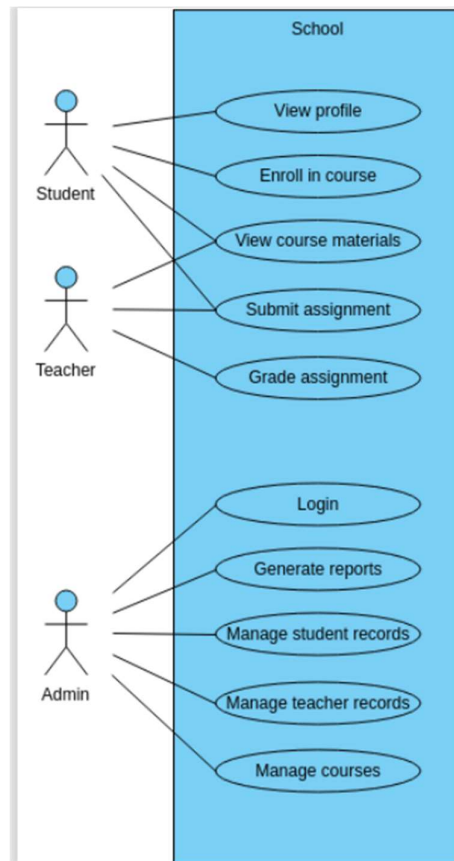 School
View profile
Enroll in course
Student
View course materials
Submit assignment
Teacher
Grade assignment
Login
Generate reports
Manage student records
Admin
Manage teacher records
Manage courses